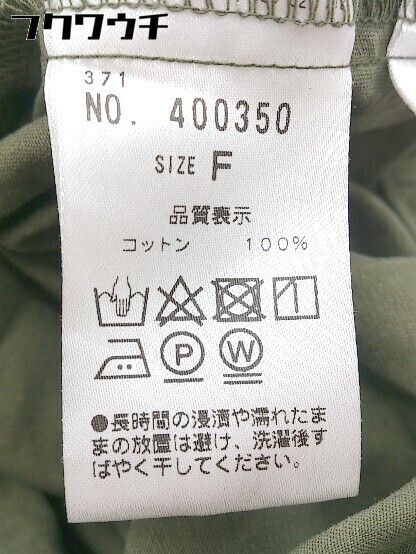 フクワウチ
371
NO. 400350
SIZE F
品質表示
コットン 100%
P W
●長時間の浸漬や濡れたま
まの放置は避け、洗濯後す
ばやく干してください。